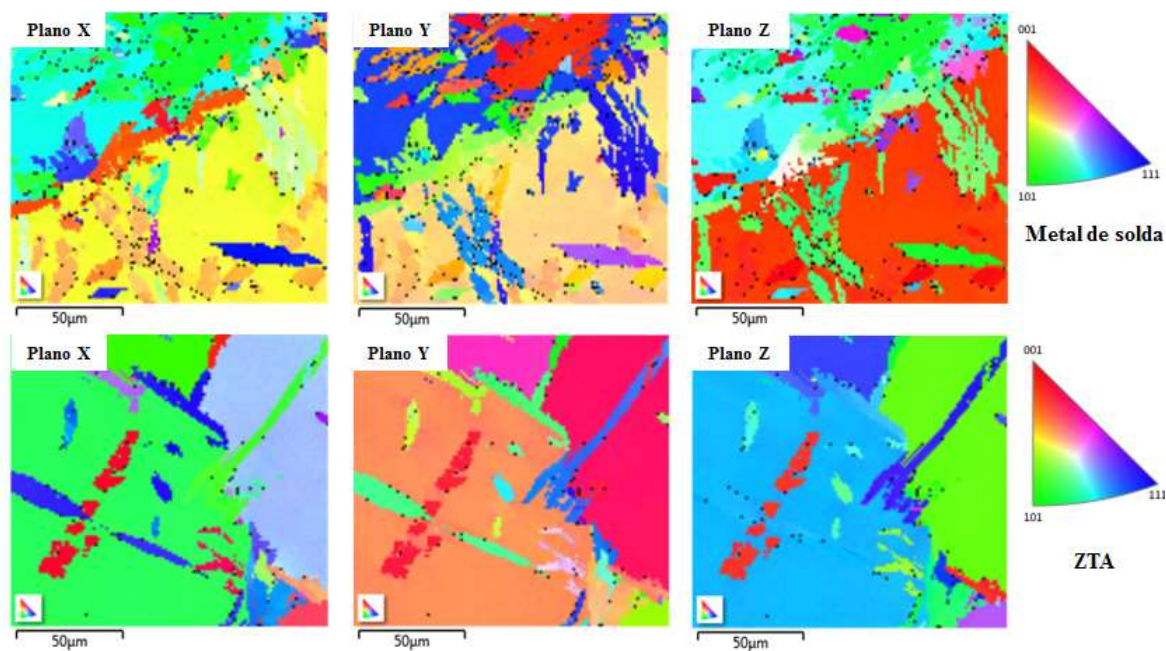 Plano X
Plano Y
Plano Z
001
101
111
Metal de solda
50µm
50µm
50µm
Plano X
Plano Y
Plano Z
001
101
111
ZTA
50µm
50µm
50µm